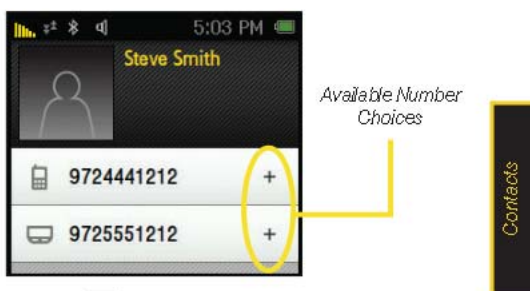 5:03 PM
Steve Smith
Available Number
Choices
9724441212 +
9725551212 +
Contacts